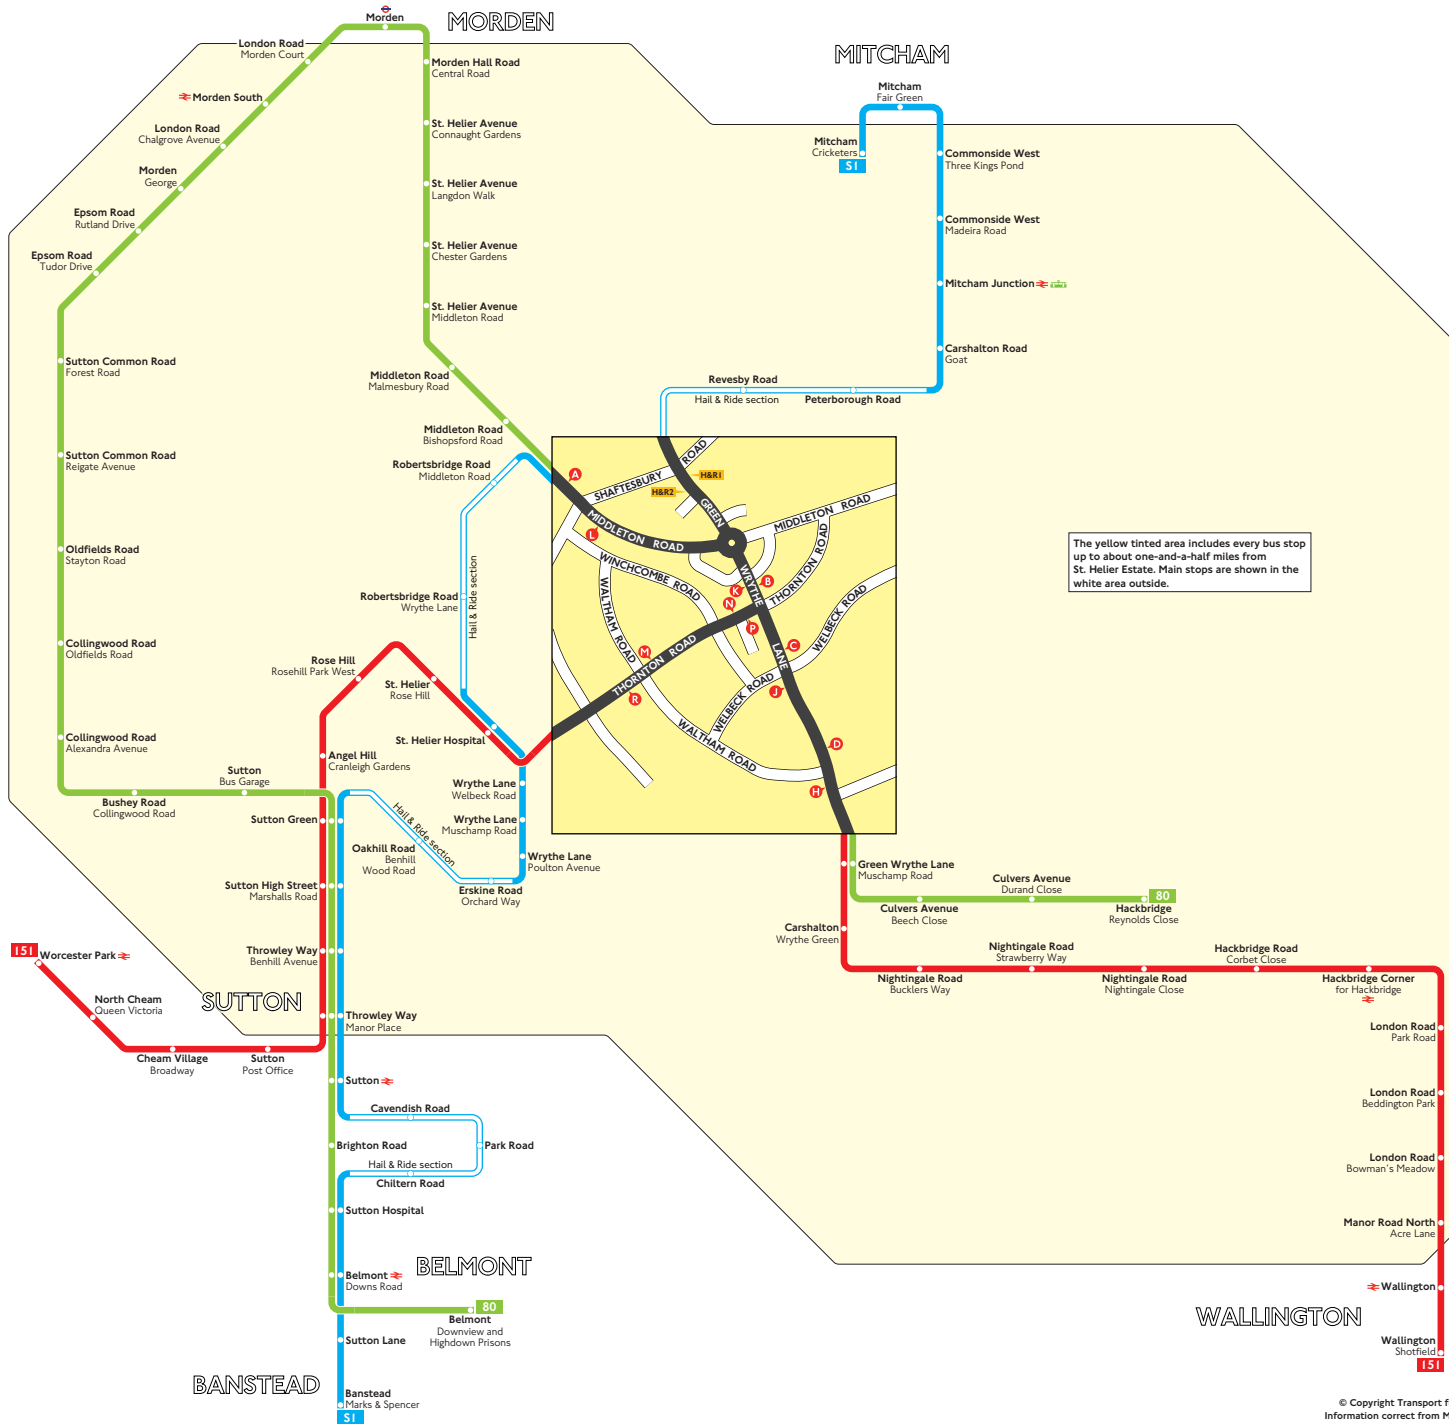 MORDEN
Morden
London Road
Morden Court
Morden South
London Road
Chalgrove Avenue
Morden
George
Epsom Road
Rutland Drive
Epsom Road
Tudor Drive
Sutton Common Road
Forest Road
Sutton Common Road
Reigate Avenue
Oldfields Road
Stayton Road
Collingwood Road
Oldfields Road
Collingwood Road
Alexandra Avenue
Bushey Road
Collingwood Road
Sutton
Bus Garage
Morden Hall Road
Central Road
St. Helier Avenue
Connaught Gardens
St. Helier Avenue
Langdon Walk
St. Helier Avenue
Chester Gardens
St. Helier Avenue
Middleton Road
Middleton Road
Malmesbury Road
Middleton Road
Bishopsford Road
Robertsbridge Road
Middleton Road
Robertsbridge Road
Wrythe Lane
Hail & Ride section
Rose Hill
Rosehill Park West
St. Helier
Rose Hill
St. Helier Hospital
Angel Hill
Cranleigh Gardens
Wrythe Lane
Welbeck Road
Wrythe Lane
Muschamp Road
Wrythe Lane
Poulton Avenue
Hail & Ride section
Oakhill Road
Benhill
Wood Road
Erskine Road
Orchard Way
Sutton Green
Sutton High Street
Marshalls Road
Throwley Way
Benhill Avenue
Throwley Way
Manor Place
SUTTON
151
Worcester Park
North Cheam
Queen Victoria
Cheam Village
Broadway
Sutton
Post Office
Sutton
Cavendish Road
Brighton Road
Park Road
Hail & Ride section
Chiltern Road
Sutton Hospital
BELMONT
Belmont
Downs Road
80
Belmont
Downview and
Highdown Prisons
Sutton Lane
BANSTEAD
Banstead
Marks & Spencer
S1
MITCHAM
Mitcham
Fair Green
Mitcham
Cricketers
S1
Commonside West
Three Kings Pond
Commonside West
Madeira Road
Mitcham Junction
Carshalton Road
Goat
Revesby Road
Hail & Ride section
Peterborough Road
SHAFTESBURY ROAD
H&R1
H&R2
GREEN
MIDDLETON ROAD
MIDDLETON ROAD
WRYTHE
LANE
WINCHCOMBE ROAD
WALTHAM ROAD
THORNTON ROAD
THORNTON ROAD
WELBECK ROAD
WELBECK ROAD
WALTHAM ROAD
A
L
B
K
N
P
C
M
R
J
D
H
The yellow tinted area includes every bus stop
up to about one-and-a-half miles from
St. Helier Estate. Main stops are shown in the
white area outside.
Green Wrythe Lane
Muschamp Road
Culvers Avenue
Beech Close
Culvers Avenue
Durand Close
80
Hackbridge
Reynolds Close
Carshalton
Wrythe Green
Nightingale Road
Bucklers Way
Nightingale Road
Strawberry Way
Nightingale Road
Nightingale Close
Hackbridge Road
Corbet Close
Hackbridge Corner
for Hackbridge
London Road
Park Road
London Road
Beddington Park
London Road
Bowman's Meadow
Manor Road North
Acre Lane
Wallington
WALLINGTON
Wallington
Shotfield
151
© Copyright Transport f
Information correct from M